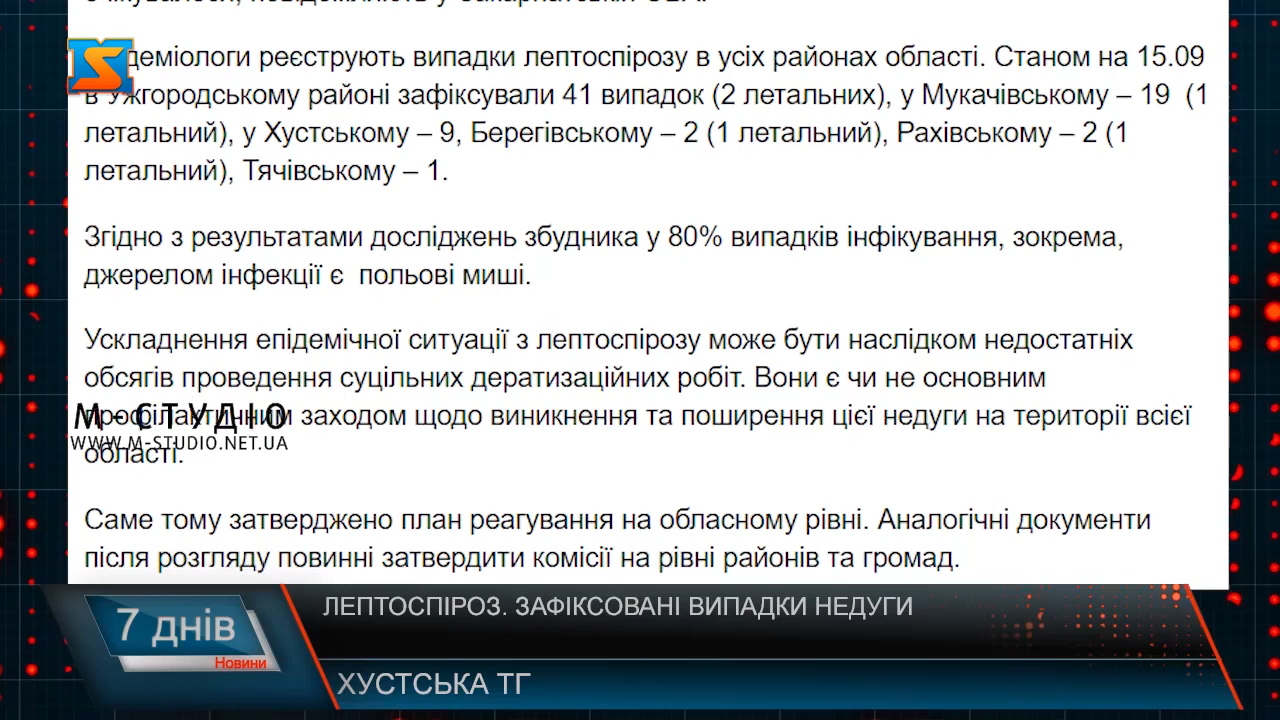 деміологи реєструють випадки лептоспірозу в усіх районах області. Станом на 15.09
в Ужгородському районі зафіксували 41 випадок (2 летальних), у Мукачівському – 19 (1
летальний), у Хустському – 9, Берегівському – 2 (1 летальний), Рахівському – 2 (1
летальний), Тячівському – 1.
Згідно з результатами досліджень збудника у 80% випадків інфікування, зокрема,
джерелом інфекції є польові миші.
Ускладнення епідемічної ситуації з лептоспірозу може бути наслідком недостатніх
обсягів проведення суцільних дератизаційних робіт. Вони є чи не основним
профілактичним заходом щодо виникнення та поширення цієї недуги на території всієї
області.
М-СТУДІО
WWW.M-STUDIO.NET.UA
Саме тому затверджено план реагування на обласному рівні. Аналогічні документи
після розгляду повинні затвердити комісії на рівні районів та громад.
7 днів
Новини
ЛЕПТОСПІРОЗ. ЗАФІКСОВАНІ ВИПАДКИ НЕДУГИ
ХУСТСЬКА ТГ